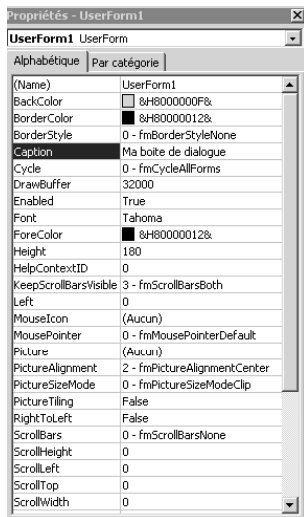 Propriétés - UserForm1
UserForm1 UserForm
Alphabétique Par catégorie
(Name) UserForm1
BackColor &H8000000F&
BorderColor &H80000012&
BorderStyle 0 - fmBorderStyleNone
Caption Ma boite de dialogue
Cycle 0 - fmCycleAllForms
DrawBuffer 32000
Enabled True
Font Tahoma
ForeColor &H80000012&
Height 180
HelpContextID 0
KeepScrollBarsVisible 3 - fmScrollBarsBoth
Left 0
MouseIcon (Aucun)
MousePointer 0 - fmMousePointerDefault
Picture (Aucun)
PictureAlignment 2 - fmPictureAlignmentCenter
PictureSizeMode 0 - fmPictureSizeModeClip
PictureTiling False
RightToLeft False
ScrollBars 0 - fmScrollBarsNone
ScrollHeight 0
ScrollLeft 0
ScrollTop 0
ScrollWidth 0